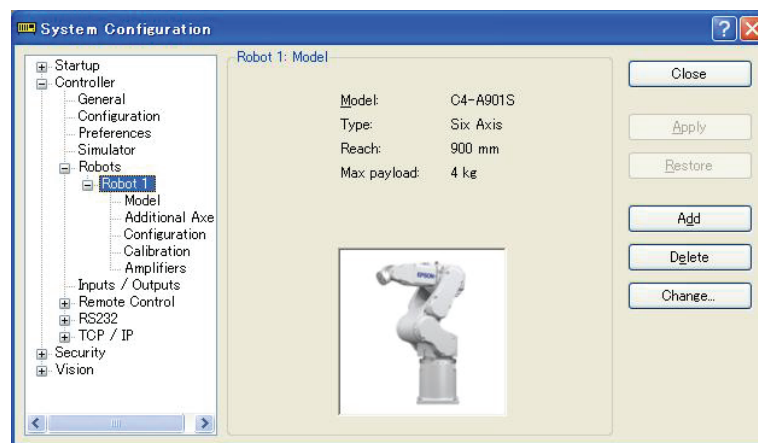 System Configuration
Startup
Controller
General
Configuration
Preferences
Simulator
Robots
Robot 1
Model
Additional Axe
Configuration
Calibration
Amplifiers
Inputs / Outputs
Remote Control
RS232
TCP / IP
Security
Vision
Robot 1: Model
Model: C4-A901S
Type: Six Axis
Reach: 900 mm
Max payload: 4 kg
EPSON
Close
Apply
Restore
Add
Delete
Change...